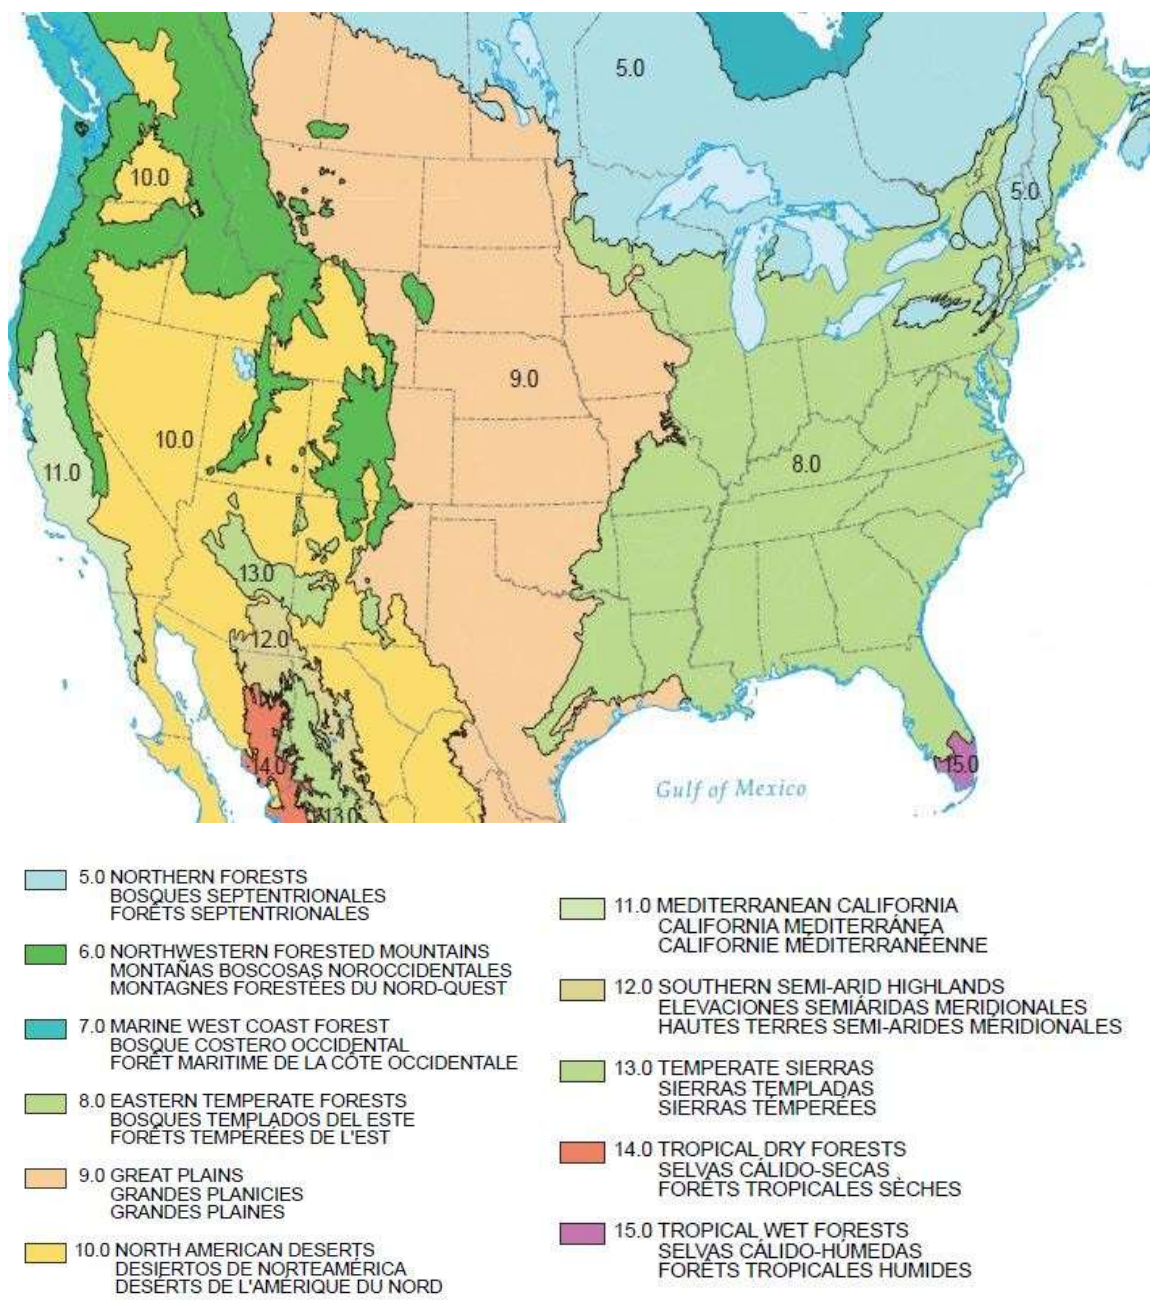 5.0
5.0
10.0
9.0
10.0
11.0
8.0
13.0
12.0
14.0
15.0
Gulf of Mexico
13.0
5.0 NORTHERN FORESTS
BOSQUES SEPTENTRIONALES
FORÊTS SEPTENTRIONALES
6.0 NORTHWESTERN FORESTED MOUNTAINS
MONTAÑAS BOSCOSAS NOROCCIDENTALES
MONTAGNES FORESTÉES DU NORD-QUEST
7.0 MARINE WEST COAST FOREST
BOSQUE COSTERO OCCIDENTAL
FORÊT MARITIME DE LA CÔTE OCCIDENTALE
8.0 EASTERN TEMPERATE FORESTS
BOSQUES TEMPLADOS DEL ESTE
FORÊTS TEMPÉRÉES DE L'EST
9.0 GREAT PLAINS
GRANDES PLANICIES
GRANDES PLAINES
10.0 NORTH AMERICAN DESERTS
DESIERTOS DE NORTEAMÉRICA
DÉSERTS DE L'AMÉRIQUE DU NORD
11.0 MEDITERRANEAN CALIFORNIA
CALIFORNIA MEDITERRÁNEA
CALIFORNIE MÉDITERRANÉENNE
12.0 SOUTHERN SEMI-ARID HIGHLANDS
ELEVACIONES SEMIÁRIDAS MERIDIONALES
HAUTES TERRES SEMI-ARIDES MÉRIDIONALES
13.0 TEMPERATE SIERRAS
SIERRAS TEMPLADAS
SIERRAS TEMPÉRÉES
14.0 TROPICAL DRY FORESTS
SELVAS CÁLIDO-SECAS
FORÊTS TROPICALES SÈCHES
15.0 TROPICAL WET FORESTS
SELVAS CÁLIDO-HÚMEDAS
FORÊTS TROPICALES HUMIDES